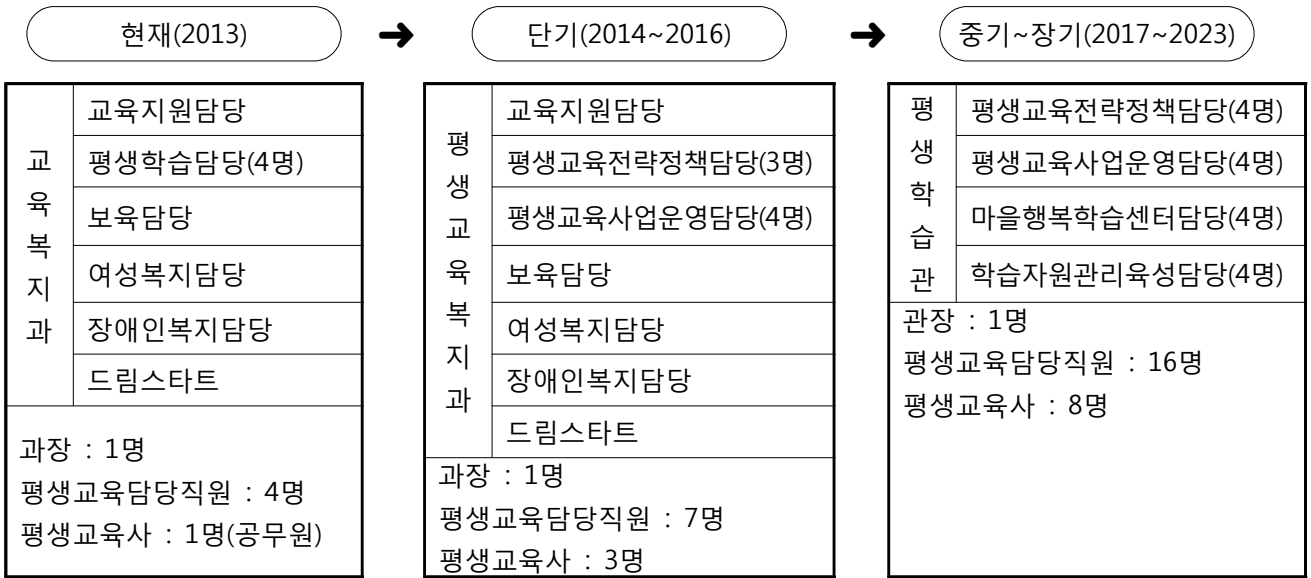 현재(2013) ➜ 단기(2014~2016) ➜ 중기~장기(2017~2023)
교육복지과
교육지원담당
평생학습담당(4명)
보육담당
여성복지담당
장애인복지담당
드림스타트
과장 : 1명
평생교육담당직원 : 4명
평생교육사 : 1명(공무원)
평생교육복지과
교육지원담당
평생교육전략정책담당(3명)
평생교육사업운영담당(4명)
보육담당
여성복지담당
장애인복지담당
드림스타트
과장 : 1명
평생교육담당직원 : 7명
평생교육사 : 3명
평생학습관
평생교육전략정책담당(4명)
평생교육사업운영담당(4명)
마을행복학습센터담당(4명)
학습자원관리육성담당(4명)
관장 : 1명
평생교육담당직원 : 16명
평생교육사 : 8명